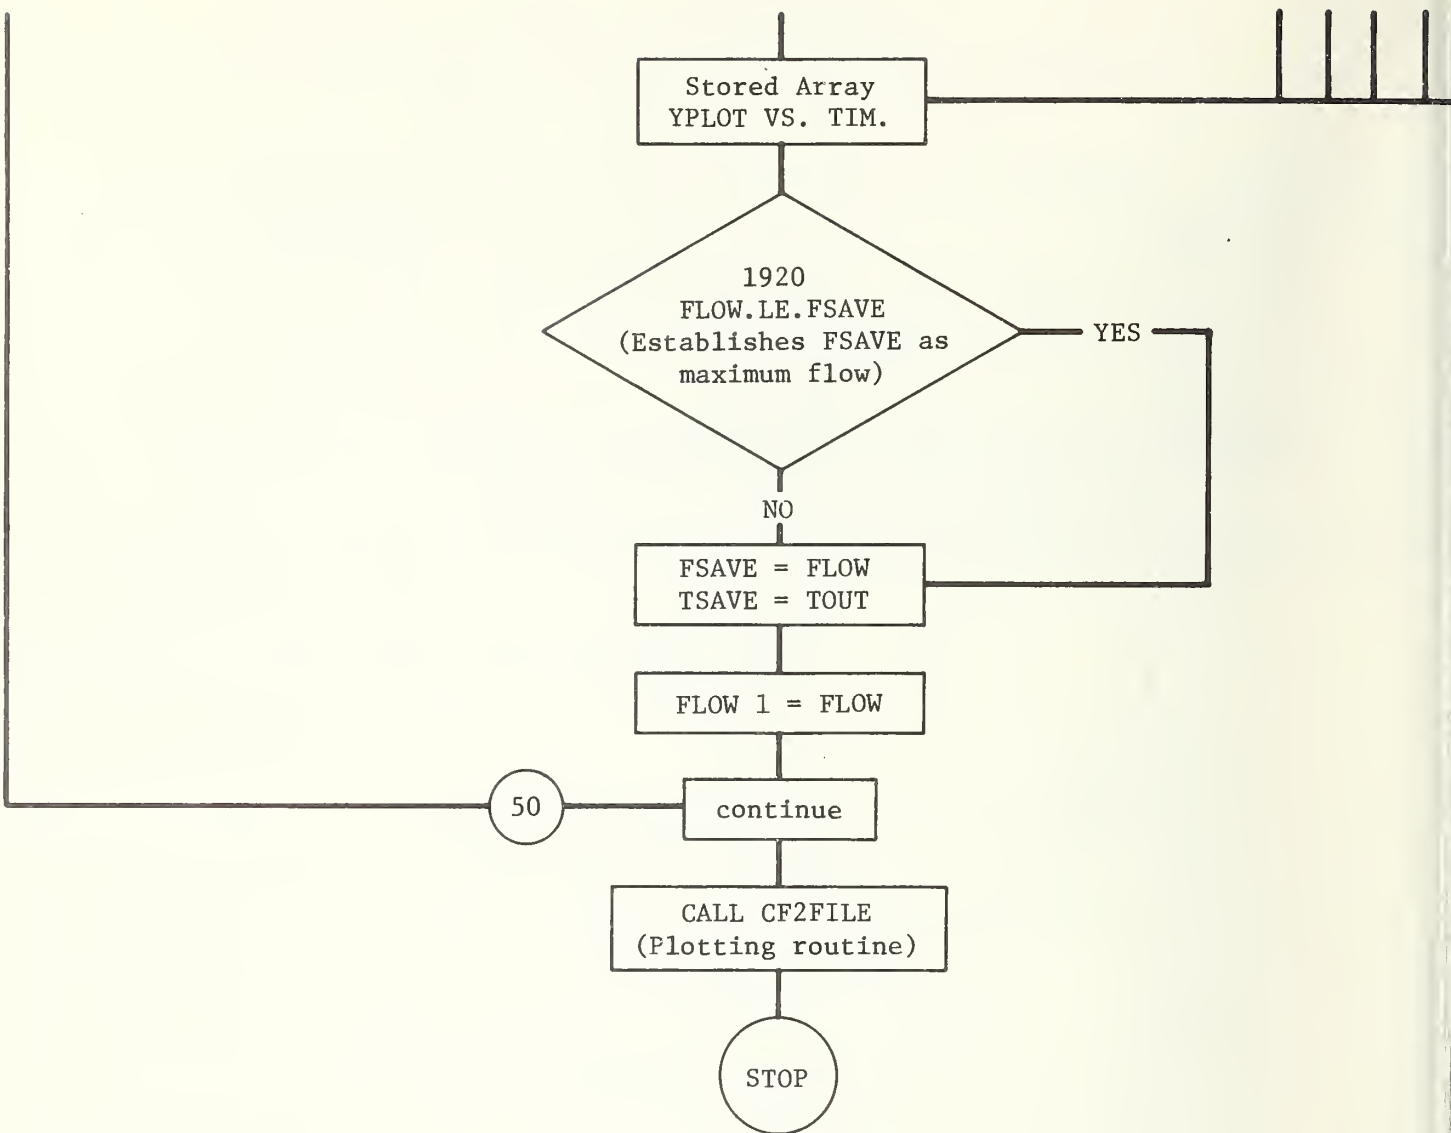 Stored Array
YPLOT VS. TIM.
1920
FLOW.LE.FSAVE
(Establishes FSAVE as
maximum flow)
YES
NO
FSAVE = FLOW
TSAVE = TOUT
FLOW 1 = FLOW
50
continue
CALL CF2FILE
(Plotting routine)
STOP